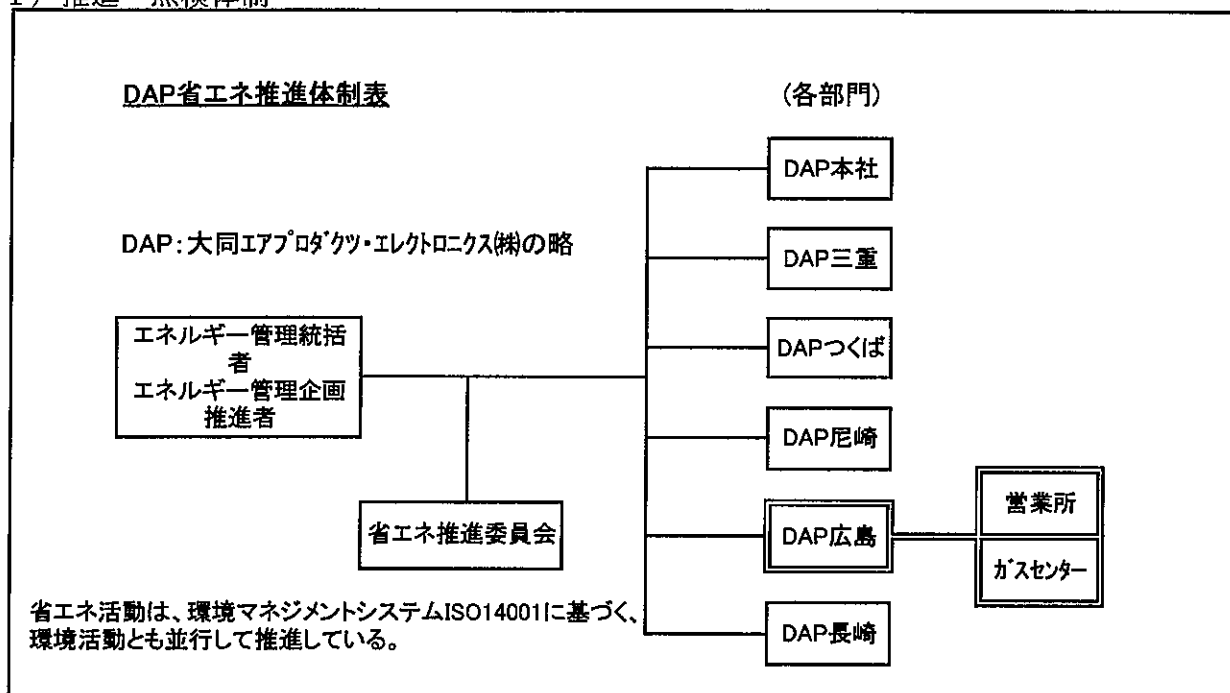 DAP省エネ推進体制表
(各部門)
DAP本社
DAP:大同エアプロダクツ・エレクトロニクス(株)の略
DAP三重
エネルギー管理統括
者
エネルギー管理企画
推進者
DAPつくば
DAP尼崎
省エネ推進委員会
DAP広島
営業所
ガスセンター
DAP長崎
省エネ活動は、環境マネジメントシステムISO14001に基づく、
環境活動とも並行して推進している。